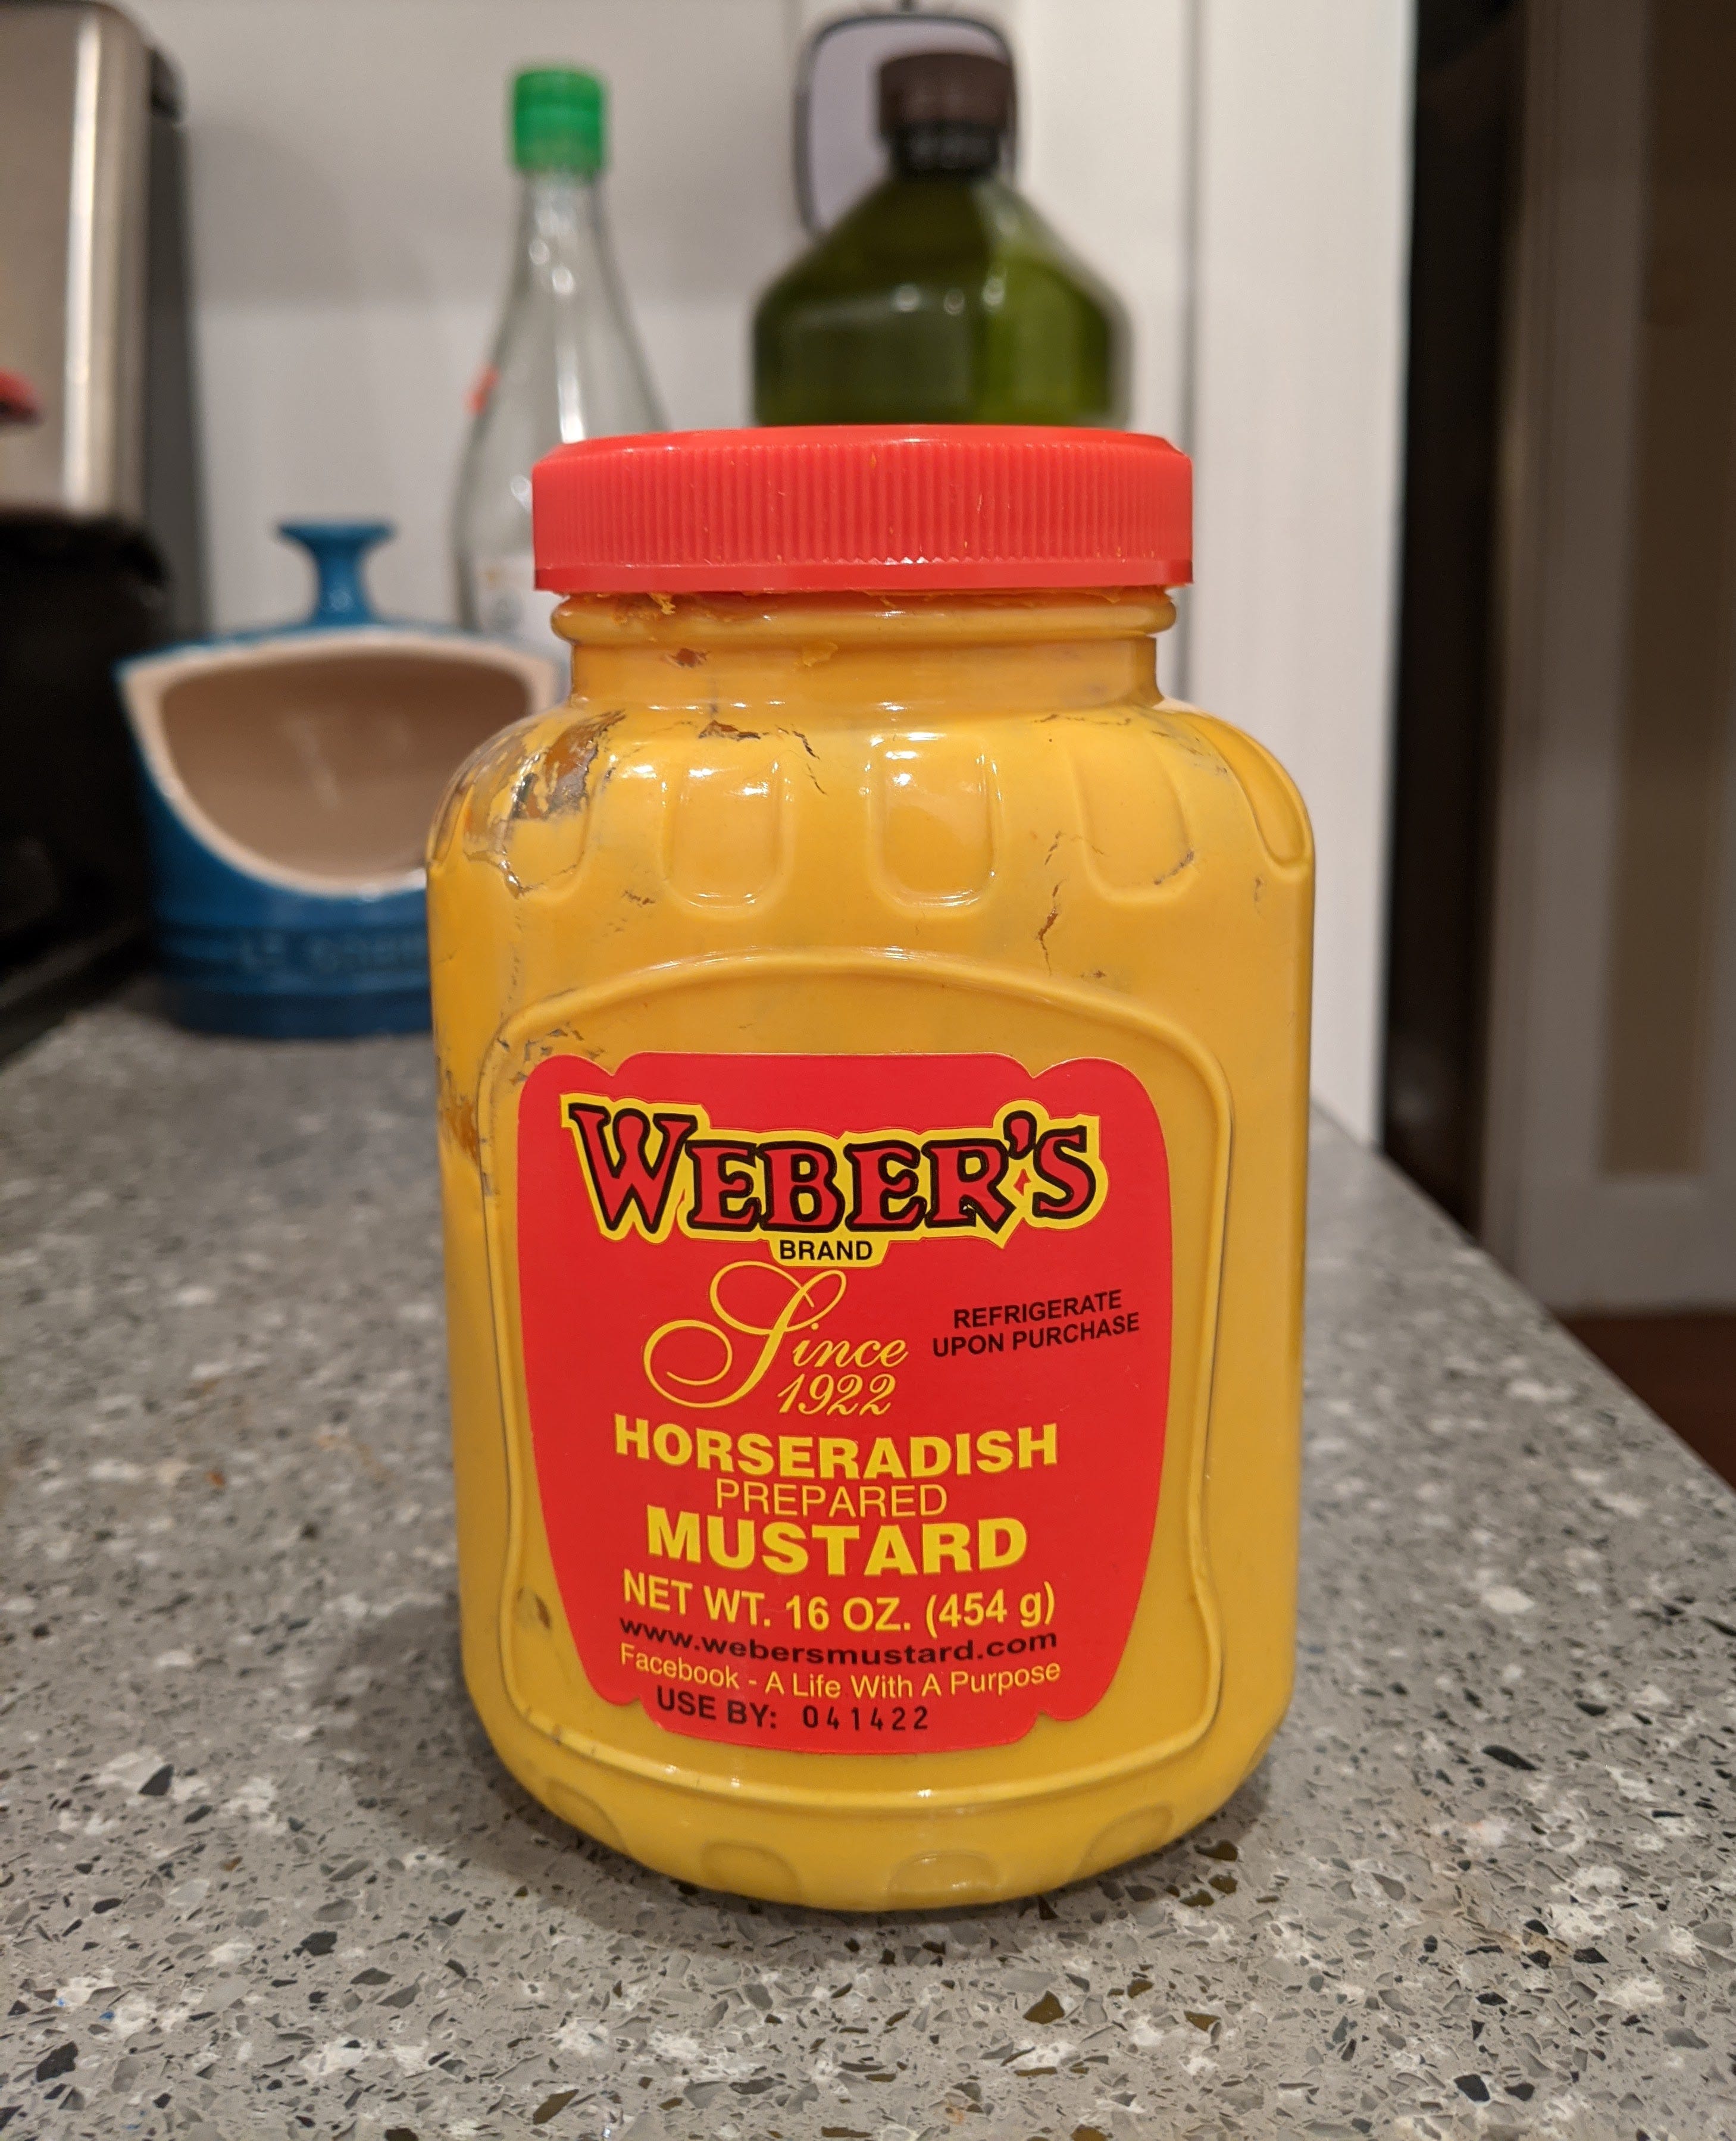 WEBER'S
BRAND
Since
1922
REFRIGERATE
UPON PURCHASE
HORSERADISH
PREPARED
MUSTARD
NET WT. 16 OZ. (454 g)
www.webersmustard.com
Facebook - A Life With A Purpose
USE BY: 041422